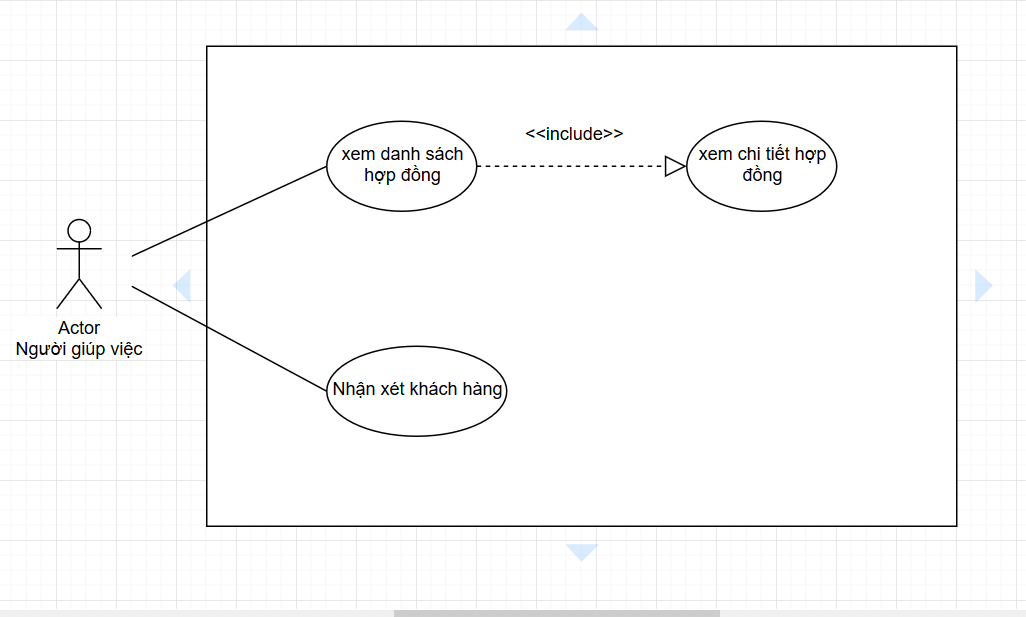 <<include>>
xem danh sách
hợp đồng
xem chi tiết hợp
đồng
Actor
Người giúp việc
Nhận xét khách hàng